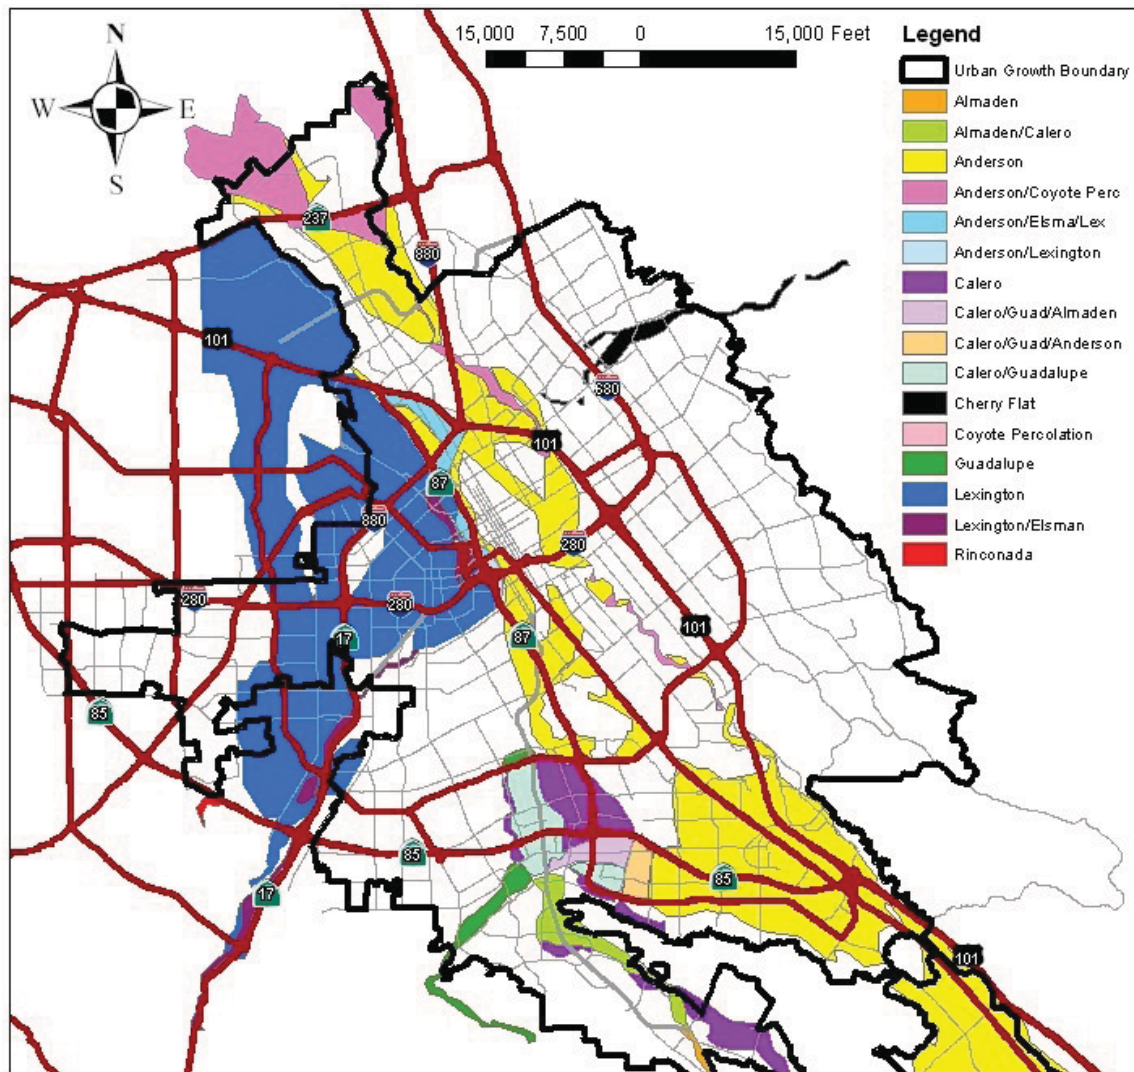 N
W E
S
15,000 7,500 0 15,000 Feet
Legend
Urban Growth Boundary
Almaden
Almaden/Calero
Anderson
Anderson/Coyote Perc
Anderson/Elsma/Lex
Anderson/Lexington
Calero
Calero/Guad/Almaden
Calero/Guad/Anderson
Calero/Guadalupe
Cherry Flat
Coyote Percolation
Guadalupe
Lexington
Lexington/Elsman
Rinconada
237
880
101
680
101
87
880
280
280
280
101
17
87
85
85
85
17
101